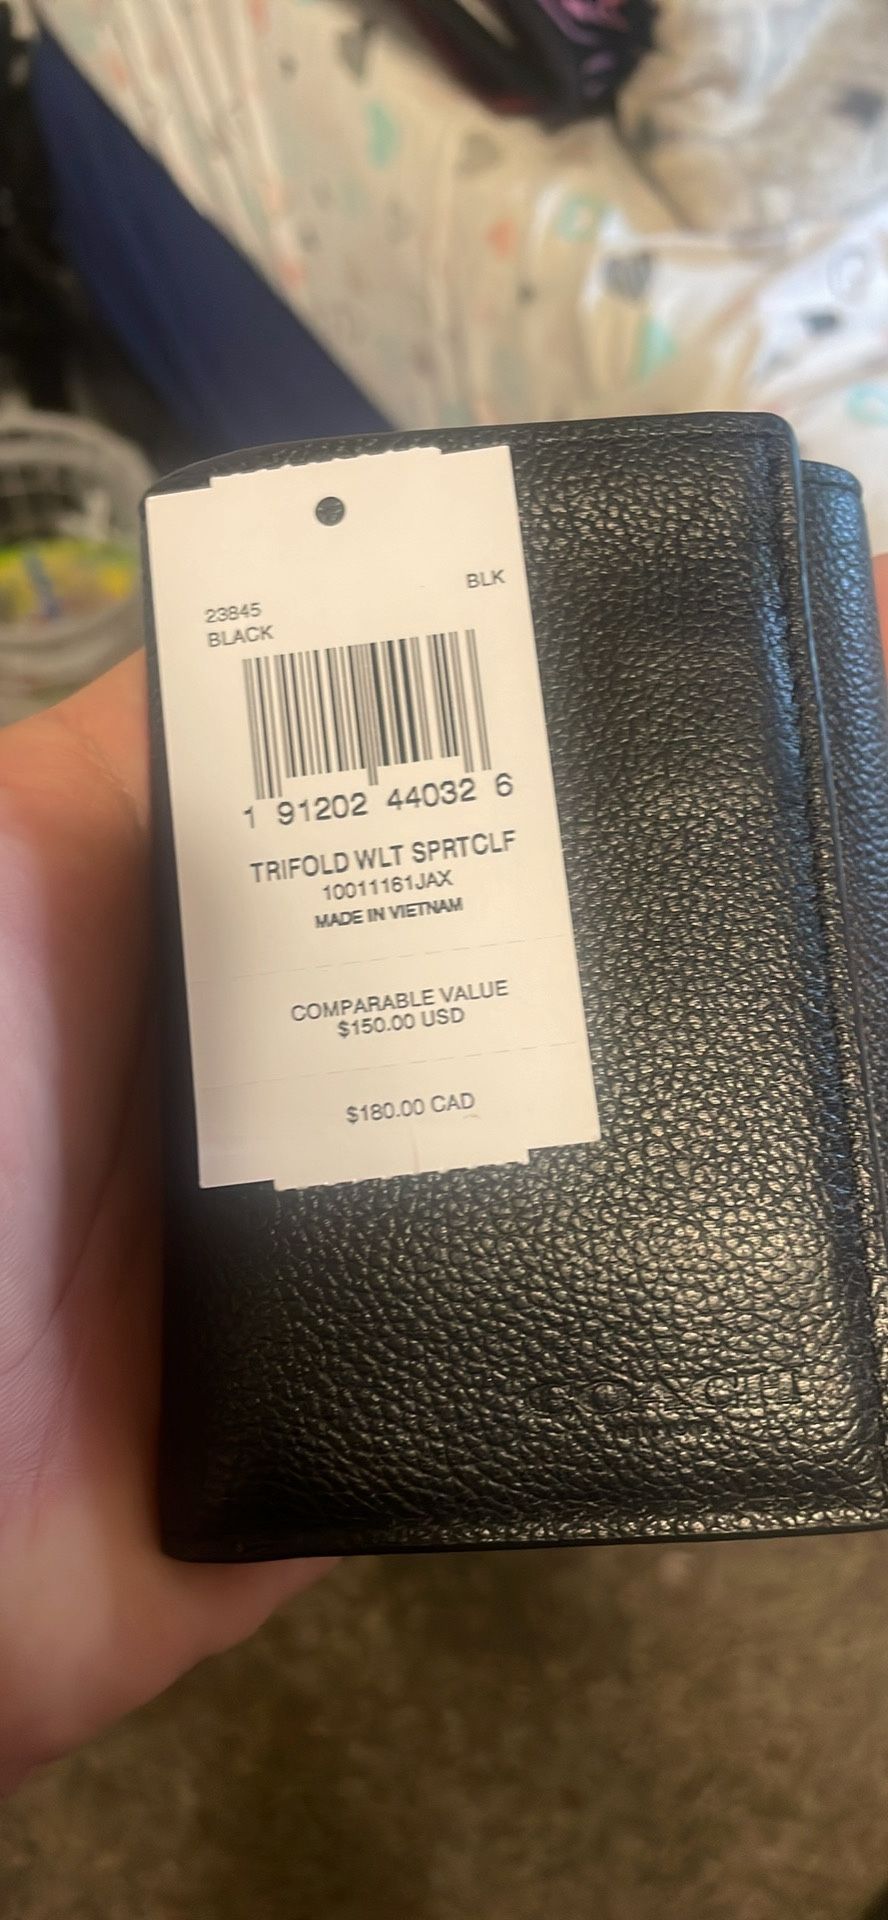 BLK
23845
BLACK
1 91202 44032 6
TRIFOLD WLT SPRTCLF
10011161JAX
MADE IN VIETNAM
COMPARABLE VALUE
$150.00 USD
$180.00 CAD
COACH